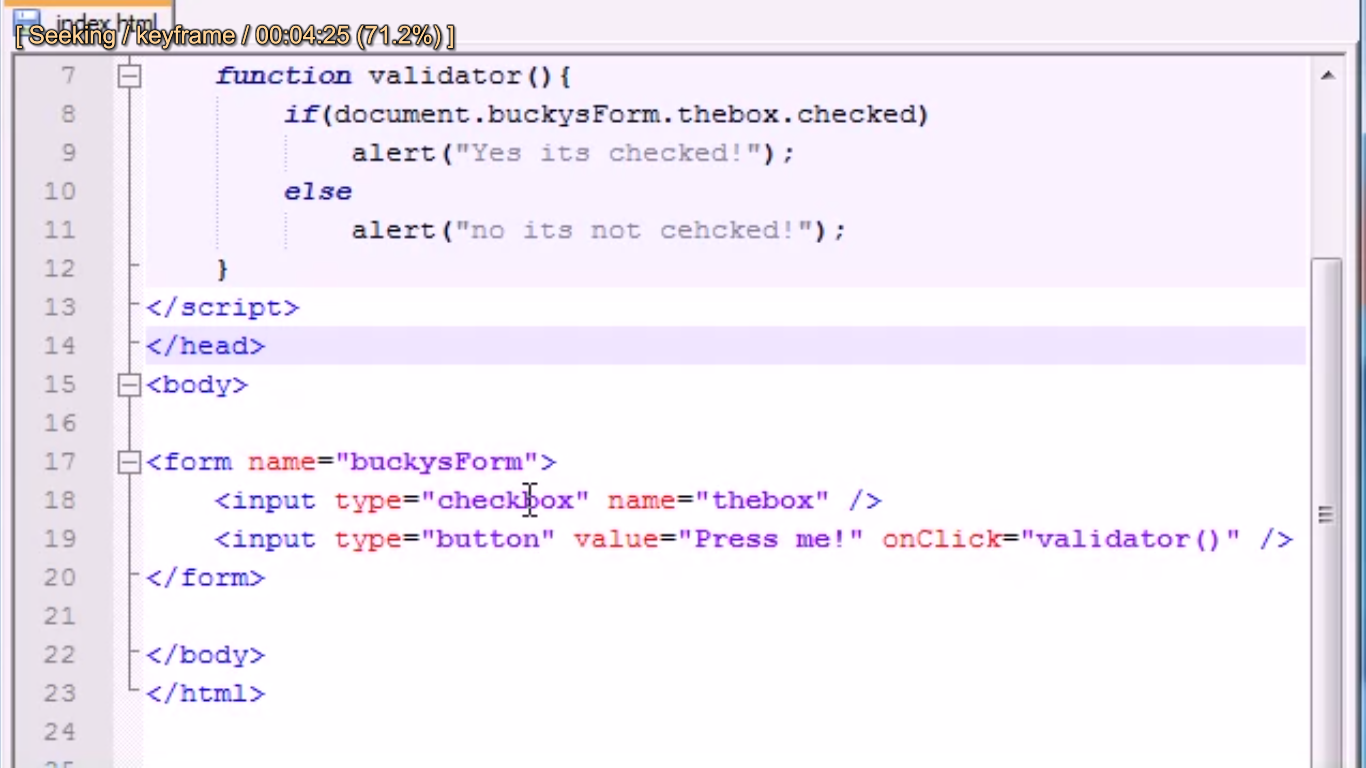 index.html
[ Seeking / keyframe / 00:04:25 (71.2%) ]
7 function validator(){
8 if(document.buckysForm.thebox.checked)
9 alert("Yes its checked!");
10 else
11 alert("no its not cehcked!");
12 }
13 </script>
14 </head>
15 <body>
16
17 <form name="buckysForm">
18 <input type="checkbox" name="thebox" />
19 <input type="button" value="Press me!" onClick="validator()" />
20 </form>
21
22 </body>
23 </html>
24
25